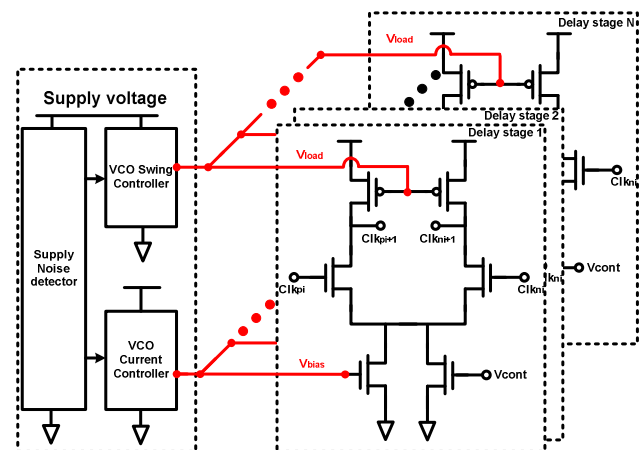 Delay stage N
Vload
Supply voltage
Delay stage 2
Delay stage 1
VCO Swing
Controller
Vload
Clkni
Supply
Noise
detector
Clkpi+1
Clkni+1
Clkpi
Clkni
kni
Vcont
VCO
Current
Controller
Vbias
Vcont